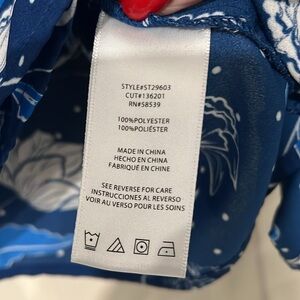 STYLE#ST29603
CUT#136201
RN#58539
100%POLYESTER
100%POLIÉSTER
MADE IN CHINA
HECHO EN CHINA
FABRIQUÉ EN CHINE
SEE REVERSE FOR CARE
INSTRUCCIONES AL REVERSO
VOIR AU VERSO POUR LES SOINS